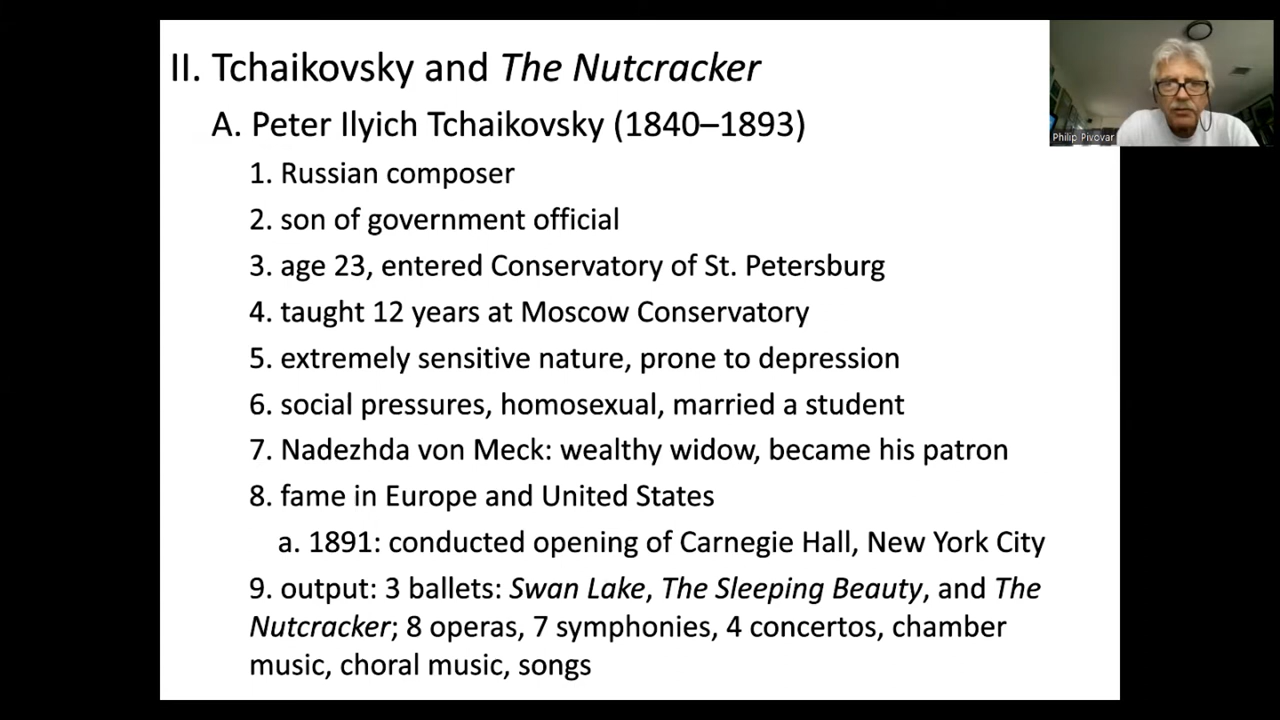 II. Tchaikovsky and The Nutcracker
A. Peter Ilyich Tchaikovsky (1840–1893)
1. Russian composer
2. son of government official
3. age 23, entered Conservatory of St. Petersburg
4. taught 12 years at Moscow Conservatory
5. extremely sensitive nature, prone to depression
6. social pressures, homosexual, married a student
7. Nadezhda von Meck: wealthy widow, became his patron
8. fame in Europe and United States
a. 1891: conducted opening of Carnegie Hall, New York City
9. output: 3 ballets: Swan Lake, The Sleeping Beauty, and The
Nutcracker; 8 operas, 7 symphonies, 4 concertos, chamber
music, choral music, songs
Philip Pivovar